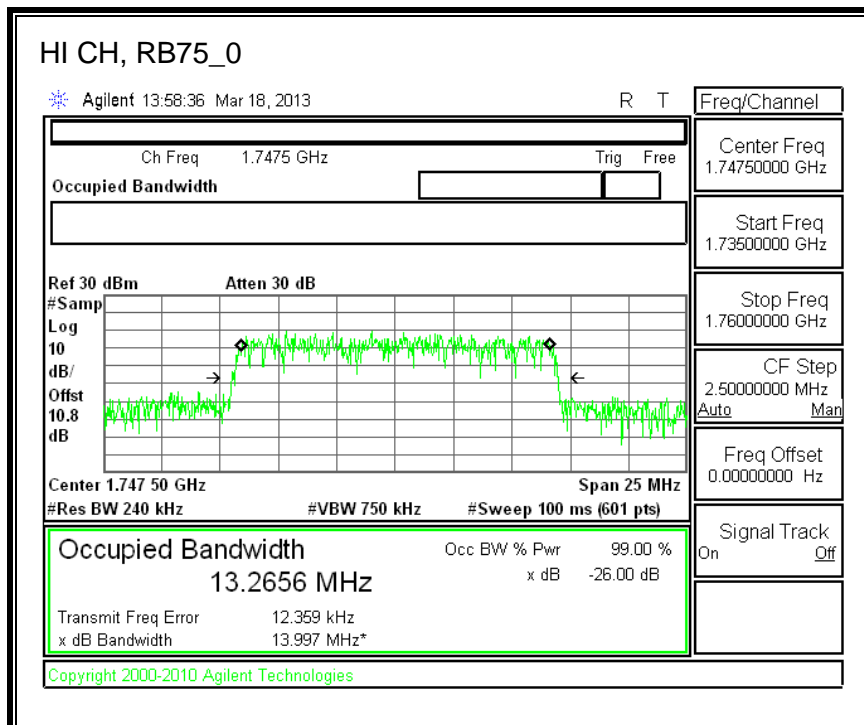 HI CH, RB75_0
Agilent 13:58:36 Mar 18, 2013 R T
Ch Freq 1.7475 GHz Trig Free
Occupied Bandwidth
Ref 30 dBm Atten 30 dB
#Samp
Log
10
dB/
Offst
10.8
dB
Center 1.747 50 GHz Span 25 MHz
#Res BW 240 kHz #VBW 750 kHz #Sweep 100 ms (601 pts)
Occupied Bandwidth Occ BW % Pwr 99.00 %
13.2656 MHz x dB -26.00 dB
Transmit Freq Error 12.359 kHz
x dB Bandwidth 13.997 MHz*
Copyright 2000-2010 Agilent Technologies
Freq/Channel
Center Freq
1.74750000 GHz
Start Freq
1.73500000 GHz
Stop Freq
1.76000000 GHz
CF Step
2.50000000 MHz
Auto Man
Freq Offset
0.00000000 Hz
Signal Track
On Off